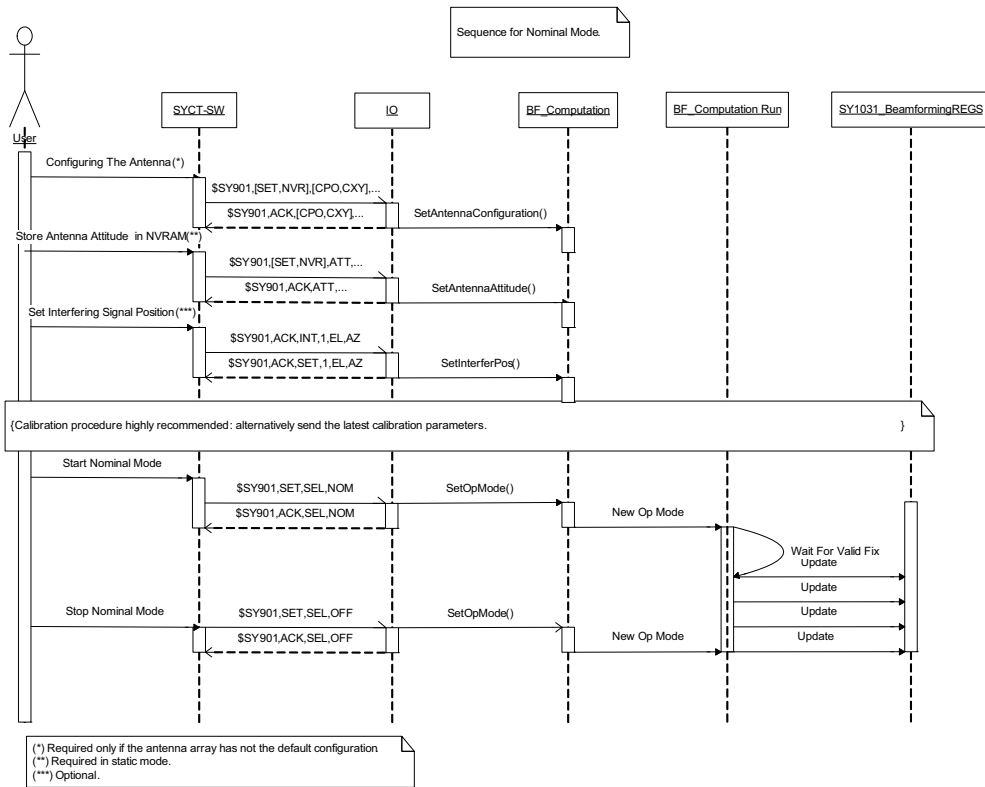 Sequence for Nominal Mode.
User
SYCT-SW
IO
BF_Computation
BF_Computation Run
SY1031_BeamformingREGS
Configuring The Antenna(*)
$SY901,[SET,NVR],[CPO,CXY],...
$SY901,ACK,[CPO,CXY],...
SetAntennaConfiguration()
Store Antenna Attitude in NVRAM(**)
$SY901,[SET,NVR],ATT,...
$SY901,ACK,ATT,...
SetAntennaAttitude()
Set Interfering Signal Position(***)
$SY901,ACK,INT,1,EL,AZ
$SY901,ACK,SET,1,EL,AZ
SetInterferPos()
{Calibration procedure highly recommended: alternatively send the latest calibration parameters. }
Start Nominal Mode
$SY901,SET,SEL,NOM
SetOpMode()
$SY901,ACK,SEL,NOM
New Op Mode
Wait For Valid Fix
Update
Update
Update
Stop Nominal Mode
$SY901,SET,SEL,OFF
SetOpMode()
$SY901,ACK,SEL,OFF
New Op Mode
Update
(*) Required only if the antenna array has not the default configuration.
(**) Required in static mode.
(***) Optional.